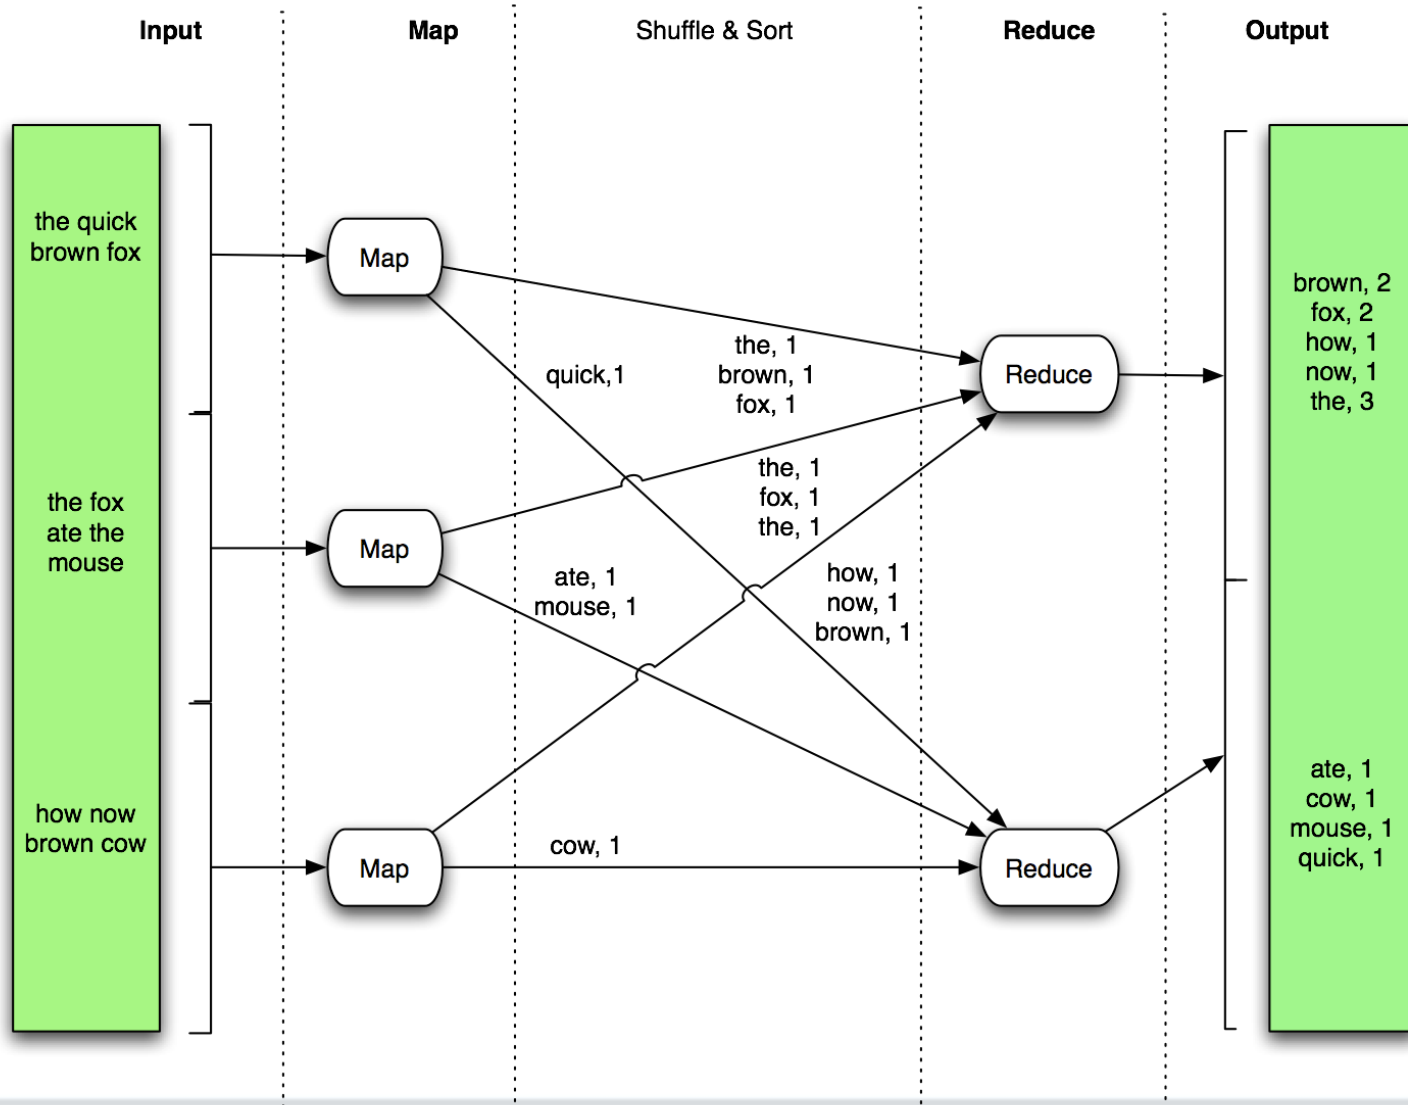 Input
Map
Shuffle & Sort
Reduce
Output
the quick
brown fox
the fox
ate the
mouse
how now
brown cow
Map
Map
Map
quick,1
the, 1
brown, 1
fox, 1
the, 1
fox, 1
the, 1
ate, 1
mouse, 1
how, 1
now, 1
brown, 1
cow, 1
Reduce
Reduce
brown, 2
fox, 2
how, 1
now, 1
the, 3
ate, 1
cow, 1
mouse, 1
quick, 1